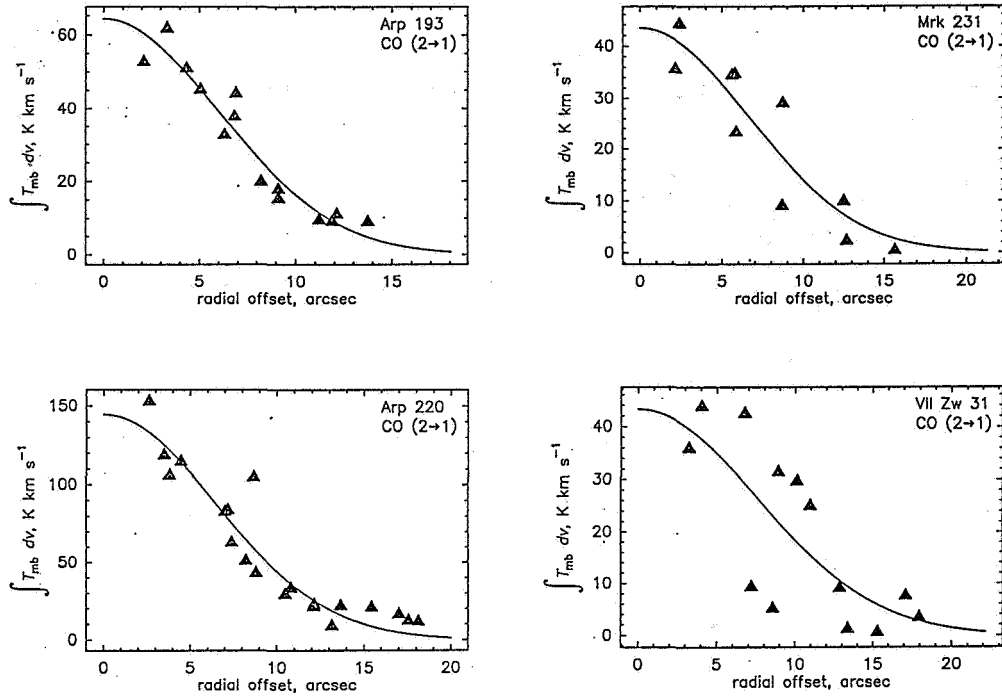 Arp 193
CO (2→1)
60
40
20
0
∫ Tmb dv, K km s⁻¹
0 5 10 15
radial offset, arcsec
Mrk 231
CO (2→1)
40
30
20
10
0
∫ Tmb dv, K km s⁻¹
0 5 10 15 20
radial offset, arcsec
Arp 220
CO (2→1)
150
100
50
0
∫ Tmb dv, K km s⁻¹
0 5 10 15 20
radial offset, arcsec
VII Zw 31
CO (2→1)
40
30
20
10
0
∫ Tmb dv, K km s⁻¹
0 5 10 15 20
radial offset, arcsec